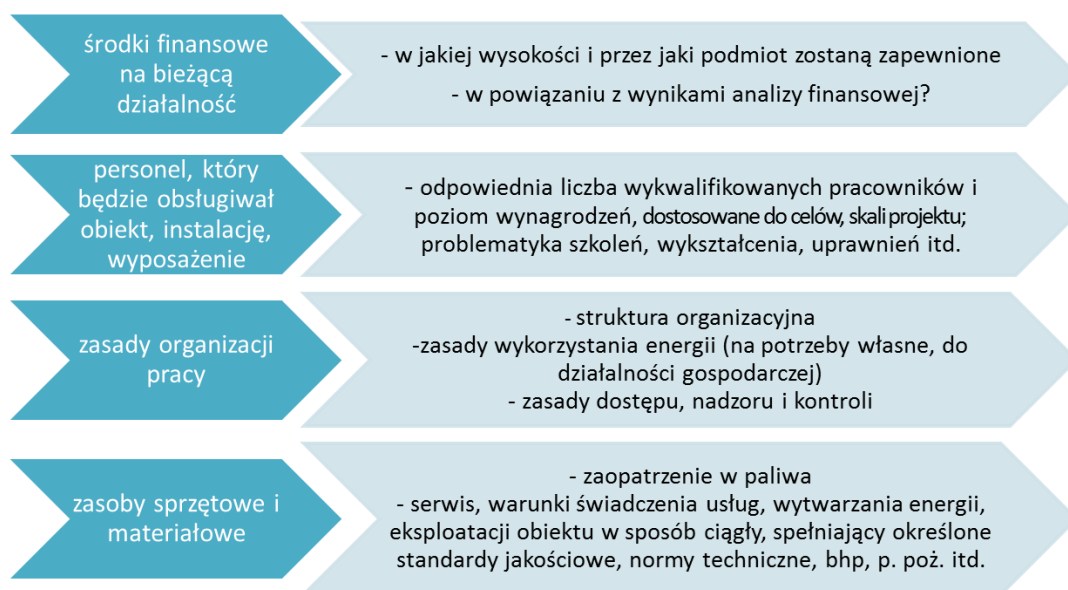 środki finansowe
na bieżącą
działalność
- w jakiej wysokości i przez jaki podmiot zostaną zapewnione
- w powiązaniu z wynikami analizy finansowej?
personel, który
będzie obsługiwał
obiekt, instalację,
wyposażenie
- odpowiednia liczba wykwalifikowanych pracowników i
poziom wynagrodzeń, dostosowane do celów, skali projektu;
problematyka szkoleń, wykształcenia, uprawnień itd.
zasady organizacji
pracy
- struktura organizacyjna
-zasady wykorzystania energii (na potrzeby własne, do
działalności gospodarczej)
- zasady dostępu, nadzoru i kontroli
zasoby sprzętowe i
materiałowe
- zaopatrzenie w paliwa
- serwis, warunki świadczenia usług, wytwarzania energii,
eksploatacji obiektu w sposób ciągły, spełniający określone
standardy jakościowe, normy techniczne, bhp, p. poż. itd.